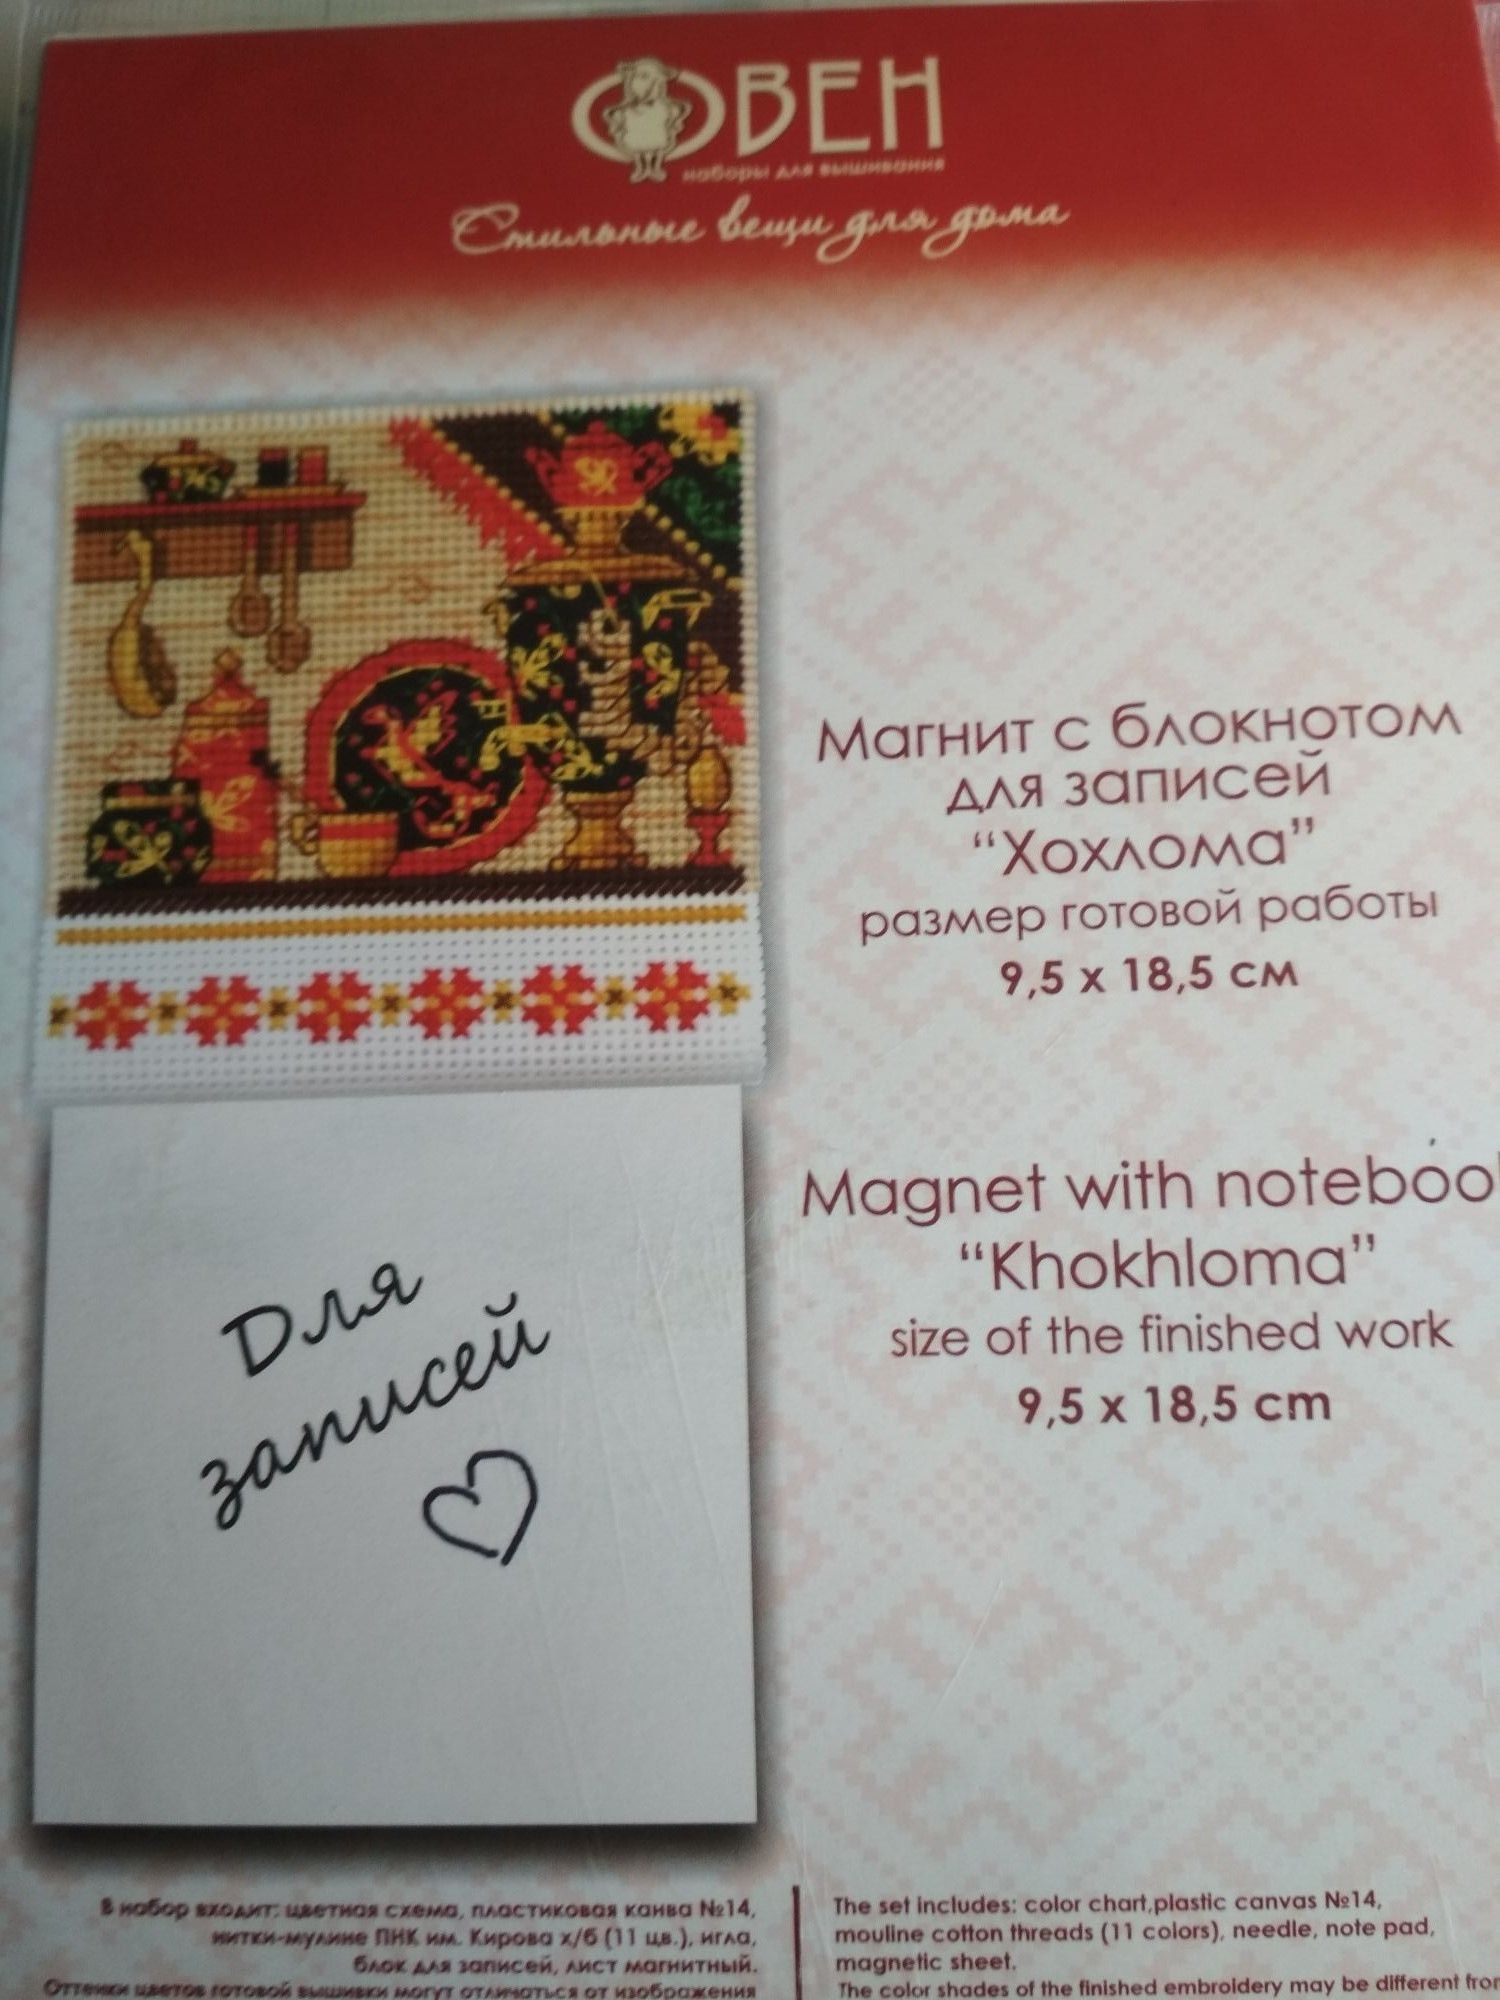 ОВЕН
наборы для вышивания
Стильные вещи для дома
Магнит с блокнотом
для записей
“Хохлома”
размер готовой работы
9,5 х 18,5 см
Magnet with noteboo
“Khokhloma”
size of the finished work
9,5 x 18,5 cm
Для
записей
В набор входит: цветная схема, пластиковая канва №14,
нитки-мулине ПНК им. Кирова х/б (11 цв.), игла,
блок для записей, лист магнитный.
Оттенки цветов готовой вышивки могут отличаться от изображения
The set includes: color chart,plastic canvas №14,
mouline cotton threads (11 colors), needle, note pad,
magnetic sheet.
The color shades of the finished embroidery may be different from